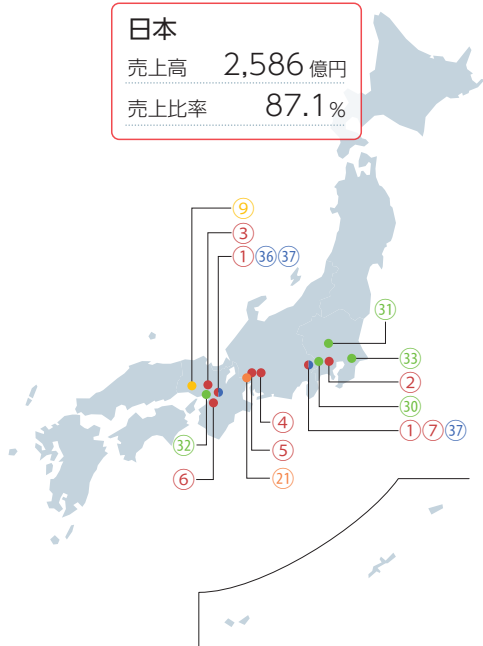 日本
売上高 2,586 億円
売上比率 87.1 %
⑨
③
① ㊱ ㊲
㉛
㉝
②
㉚
① ⑦ ㊲
④
⑤
㉜
⑥
㉑